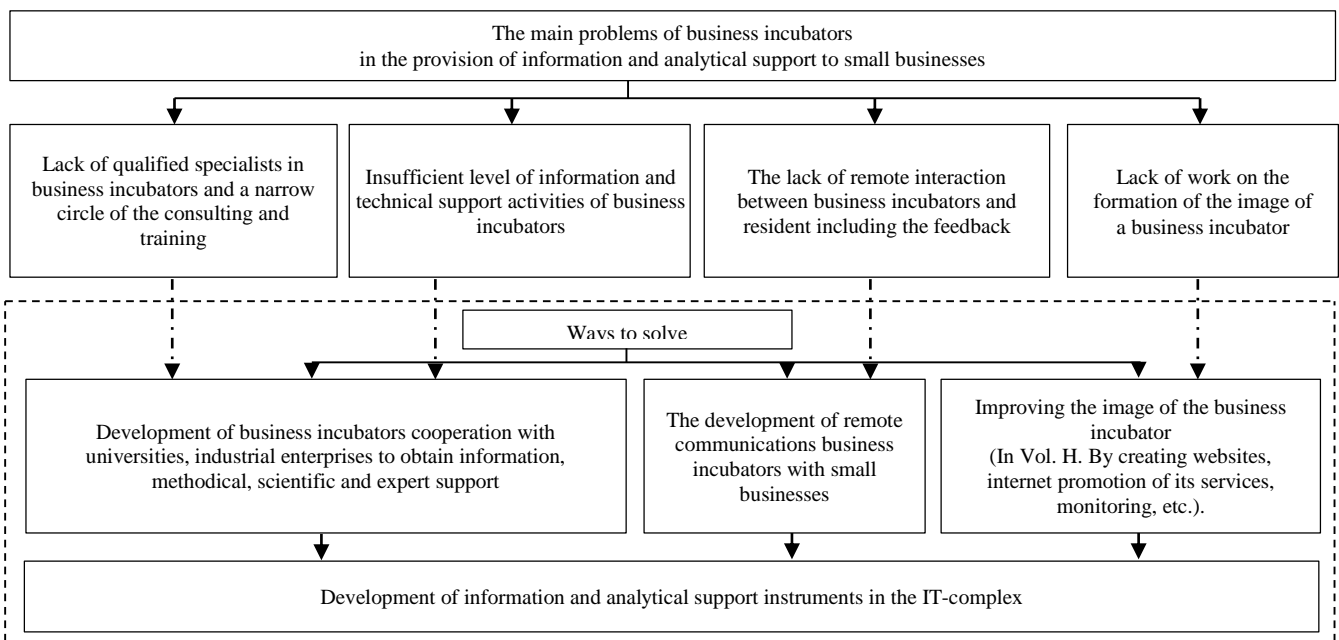 The main problems of business incubators
in the provision of information and analytical support to small businesses
Lack of qualified specialists in
business incubators and a narrow
circle of the consulting and
training
Insufficient level of information and
technical support activities of business
incubators
The lack of remote interaction
between business incubators and
resident including the feedback
Lack of work on the
formation of the image of
a business incubator
Ways to solve
Development of business incubators cooperation with
universities, industrial enterprises to obtain information,
methodical, scientific and expert support
The development of remote
communications business
incubators with small
businesses
Improving the image of the business
incubator
(In Vol. H. By creating websites,
internet promotion of its services,
monitoring, etc.).
Development of information and analytical support instruments in the IT-complex